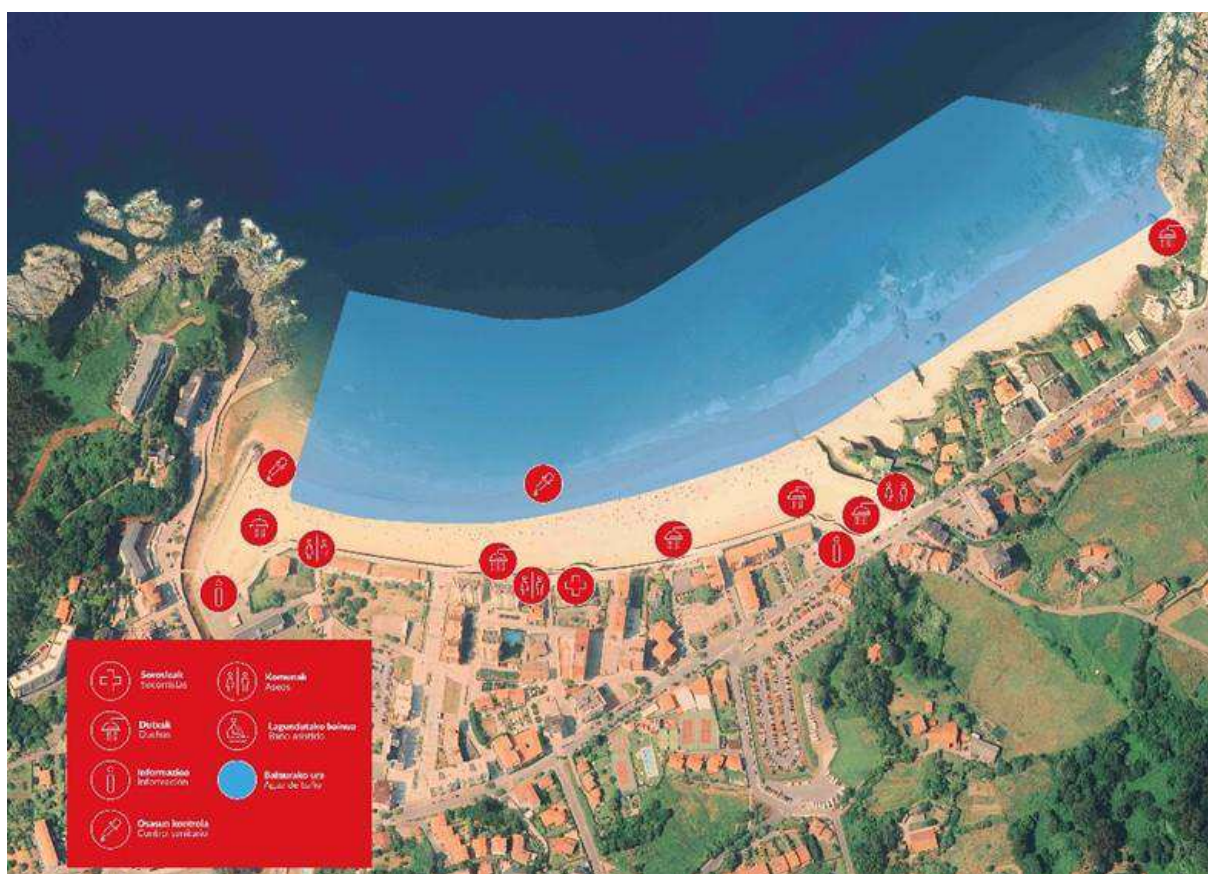 Sorosleak
Socorristas
Dutxak
Duchas
Informazioa
Información
Osasun kontrola
Control sanitario
Komunak
Aseos
Lagundutako bainua
Baño asistido
Bainurako ura
Agua de baño